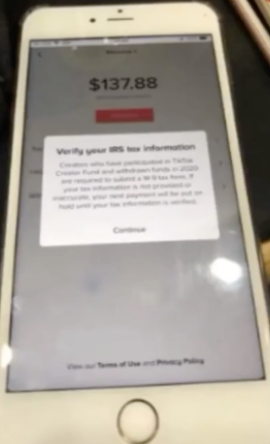 $137.88
Verify your IRS tax information
Creators who have participated in TikTok
Creator Fund and withdrawn funds in 2020
are required to submit a W-9 tax form. If
your tax information is not provided or
inaccurate, your next payment will be put on
hold until your tax information is verified.
Continue
View our Terms of Use and Privacy Policy